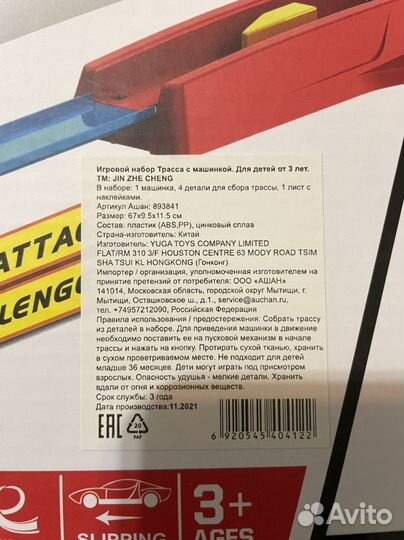 Игровой набор Трасса с машинкой. Для детей от 3 лет.
ТМ: JIN ZHE CHENG
В наборе: 1 машинка, 4 детали для сбора трассы, 1 лист с
наклейками.
Артикул Ашан: 893841
Размер: 67x9.5x11.5 см
Состав: пластик (ABS,PP), цинковый сплав
Страна-изготовитель: Китай
Изготовитель: YUGA TOYS COMPANY LIMITED
FLAT/RM 310 3/F HOUSTON CENTRE 63 MODY ROAD TSIM
SHA TSUI KL HONGKONG (Гонконг)
Импортер / организация, уполномоченная изготовителем на
принятие претензий от потребителя: ООО «АШАН»
141014, Московская область, городской округ Мытищи, г.
Мытищи, Осташковское ш., д.1., service@auchan.ru,
тел. +74957212090, Российская Федерация
Правила использования / предостережения: Собрать трассу
из деталей в наборе. Для приведения машинки в движение
необходимо поставить ее на пусковой механизм в начале
трассы и нажать на кнопку. Протирать сухой тканью, хранить
в сухом проветриваемом месте. Не подходит для детей
младше 36 месяцев. Дети могут играть под присмотром
взрослых. Опасность удушья - мелкие детали. Хранить
вдали от огня и коррозионных веществ.
Срок службы: 3 года
Дата производства:11.2021
EAC
20
PAP
6 920545 404122
ATTAC
LENGE
SLIPPING
3+
AGES
Avito